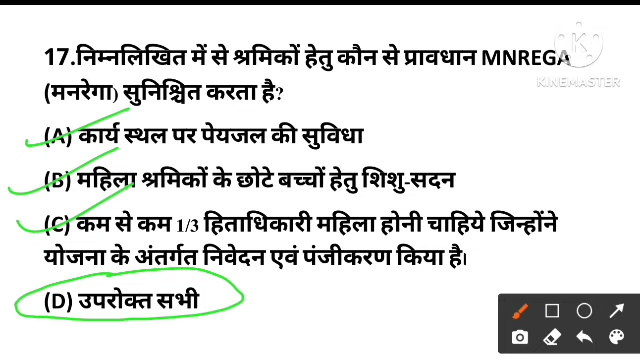 17.निम्नलिखित में से श्रमिकों हेतु कौन से प्रावधान MNREGA
(मनरेगा) सुनिश्चित करता है?
(A) कार्य स्थल पर पेयजल की सुविधा
(B) महिला श्रमिकों के छोटे बच्चों हेतु शिशु-सदन
(C) कम से कम 1/3 हिताधिकारी महिला होनी चाहिये जिन्होंने
योजना के अंतर्गत निवेदन एवं पंजीकरण किया है।
(D) उपरोक्त सभी
KINEMASTER